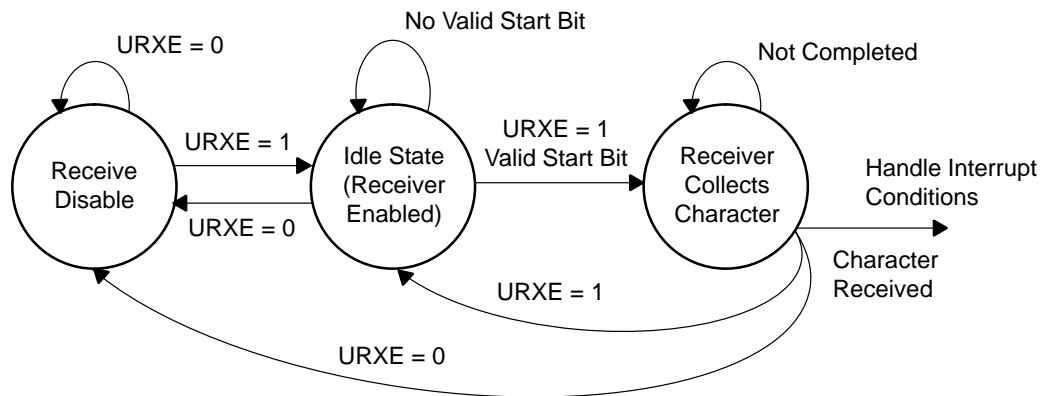 No Valid Start Bit
URXE = 0
Not Completed
URXE = 1
URXE = 1
Valid Start Bit
Receive
Disable
Idle State
(Receiver
Enabled)
Receiver
Collects
Character
Handle Interrupt
Conditions
URXE = 0
Character
Received
URXE = 1
URXE = 0